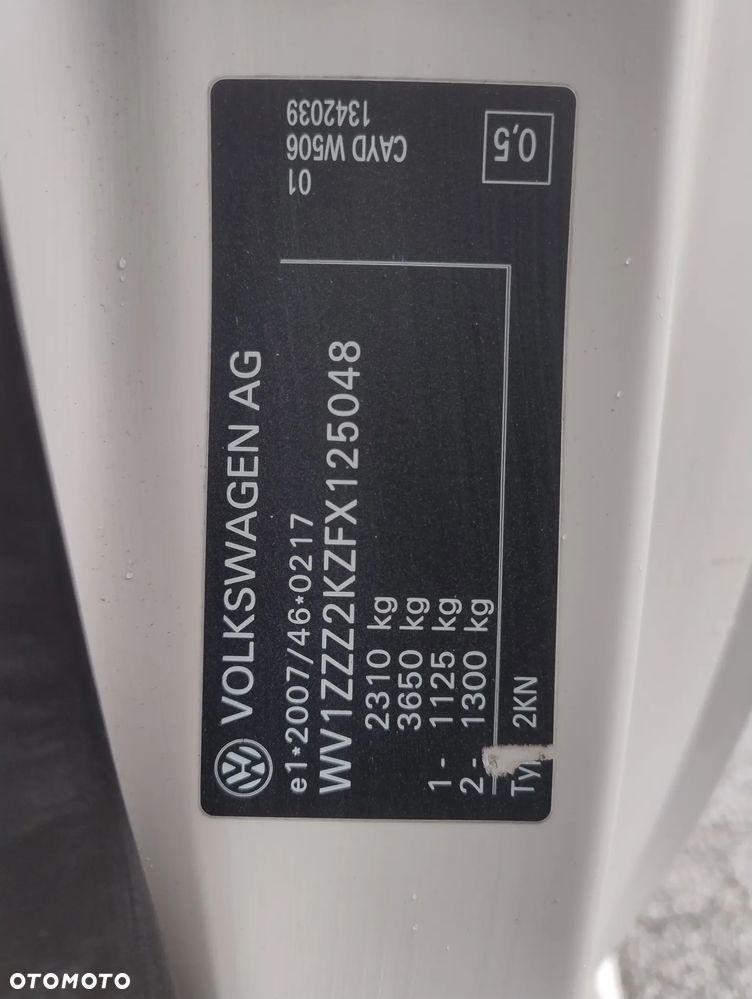 VOLKSWAGEN AG
e1*2007/46*0217
WV1ZZZ2KZFX125048
2310 kg
3650 kg
1- 1125 kg
2- 1300 kg
2KN
01
CAYD W506
1342039
0,5
OTOMOTO